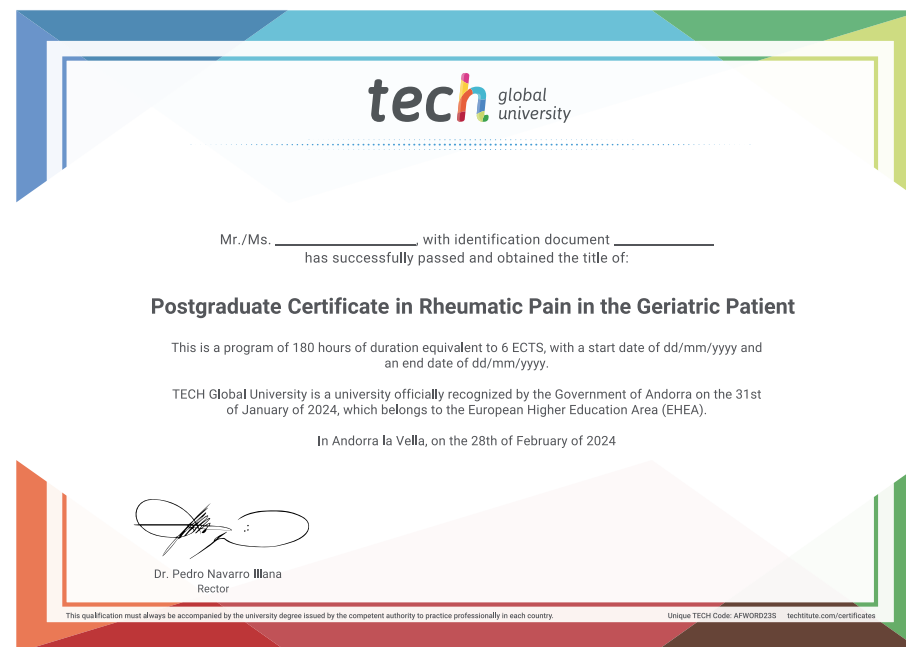 tech global
university
Mr./Ms. ____________, with identification document ____________
has successfully passed and obtained the title of:
Postgraduate Certificate in Rheumatic Pain in the Geriatric Patient
This is a program of 180 hours of duration equivalent to 6 ECTS, with a start date of dd/mm/yyyy and
an end date of dd/mm/yyyy.
TECH Global University is a university officially recognized by the Government of Andorra on the 31st
of January of 2024, which belongs to the European Higher Education Area (EHEA).
In Andorra la Vella, on the 28th of February of 2024
Dr. Pedro Navarro Illana
Rector
This qualification must always be accompanied by the university degree issued by the competent authority to practice professionally in each country.
Unique TECH Code: AFWORD23S techtitute.com/certificates